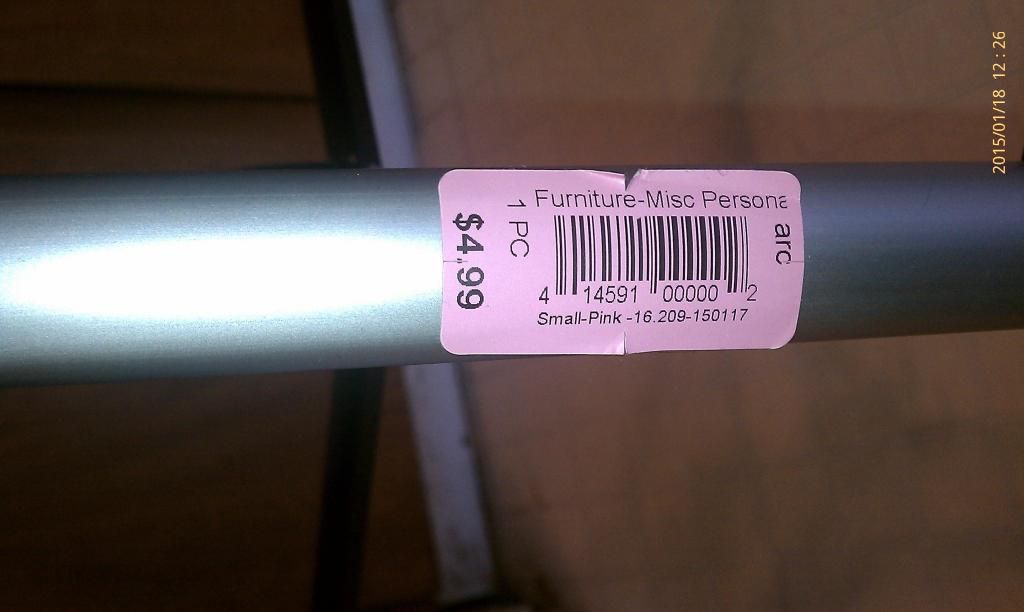 Furniture-Misc Persona
1 PC
$4.99
arc
4 14591 00000 2
Small-Pink -16.209-150117
2015/01/18 12:26